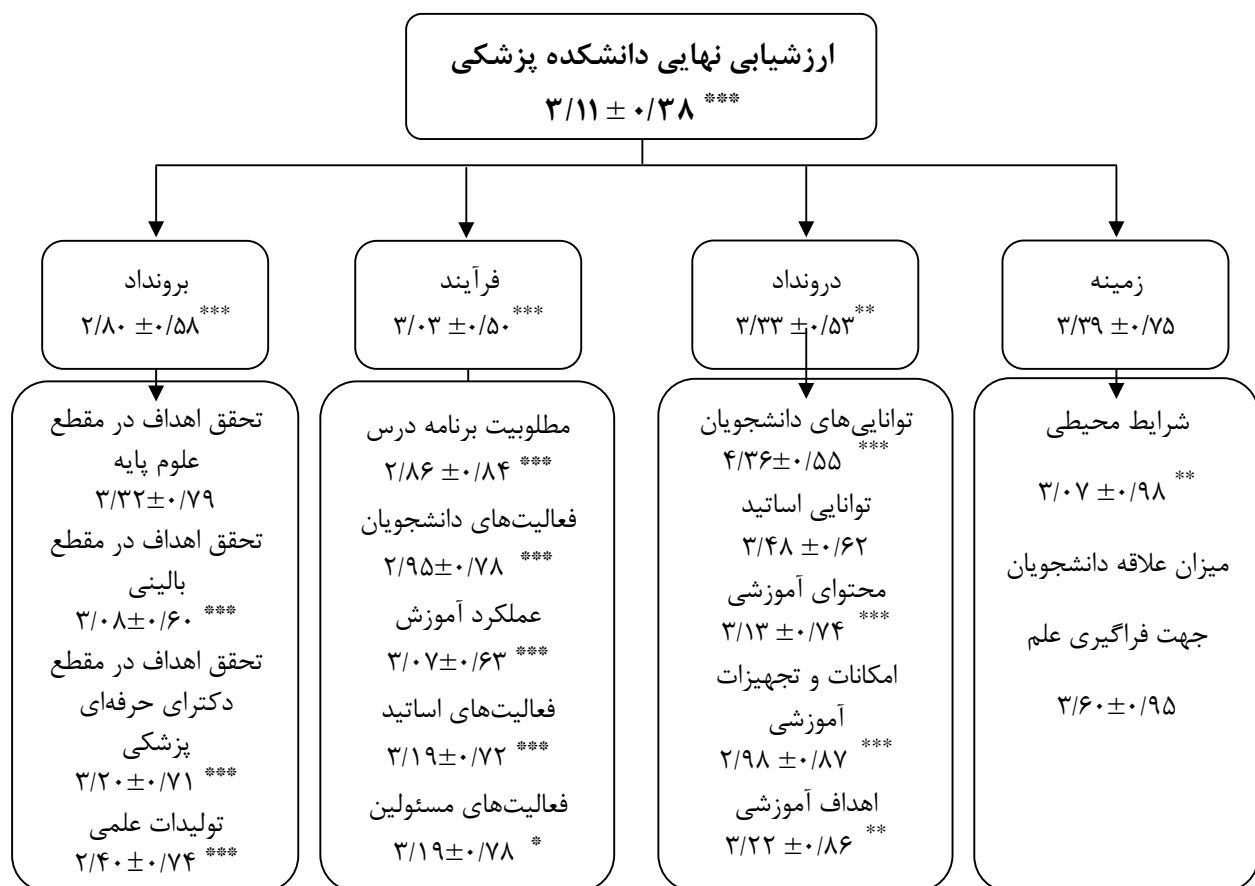 ارزشیابی نهایی دانشکده پزشکی
۳/۱۱ ± ۰/۳۸ ***
زمینه
۳/۳۹ ±۰/۷۵
درونداد
۳/۳۳ ±۰/۵۳**
فرآیند
۳/۰۳ ±۰/۵۰***
برونداد
۲/۸۰ ±۰/۵۸***
شرایط محیطی
۳/۰۷ ±۰/۹۸ **
میزان علاقه دانشجویان
جهت فراگیری علم
۳/۶۰±۰/۹۵
توانایی‌های دانشجویان
۴/۳۶±۰/۵۵ ***
توانایی اساتید
۳/۴۸ ±۰/۶۲
محتوای آموزشی
۳/۱۳ ±۰/۷۴ ***
امکانات و تجهیزات
آموزشی
۲/۹۸ ±۰/۸۷ ***
اهداف آموزشی
۳/۲۲ ±۰/۸۶ **
مطلوبیت برنامه درس
۲/۸۶ ±۰/۸۴ ***
فعالیت‌های دانشجویان
۲/۹۵±۰/۷۸ ***
عملکرد آموزش
۳/۰۷±۰/۶۳ ***
فعالیت‌های اساتید
۳/۱۹±۰/۷۲ ***
فعالیت‌های مسئولین
۳/۱۹±۰/۷۸ *
تحقق اهداف در مقطع
علوم پایه
۳/۳۲±۰/۷۹
تحقق اهداف در مقطع
بالینی
۳/۰۸±۰/۶۰ ***
تحقق اهداف در مقطع
دکترای حرفه‌ای
پزشکی
۳/۲۰±۰/۷۱ ***
تولیدات علمی
۲/۴۰±۰/۷۴ ***